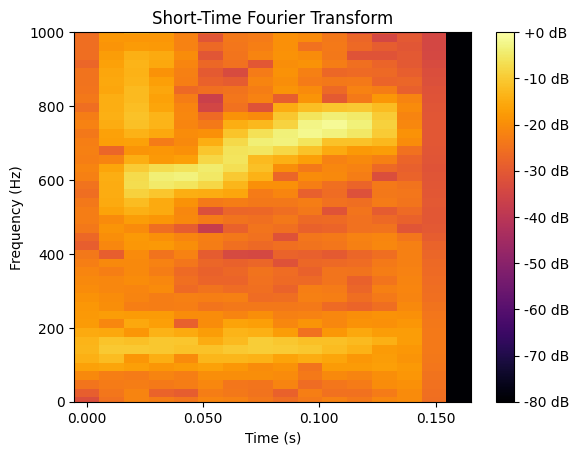 Short-Time Fourier Transform
1000
800
600
400
200
0
Frequency (Hz)
0.000
0.050
0.100
0.150
Time (s)
+0 dB
-10 dB
-20 dB
-30 dB
-40 dB
-50 dB
-60 dB
-70 dB
-80 dB